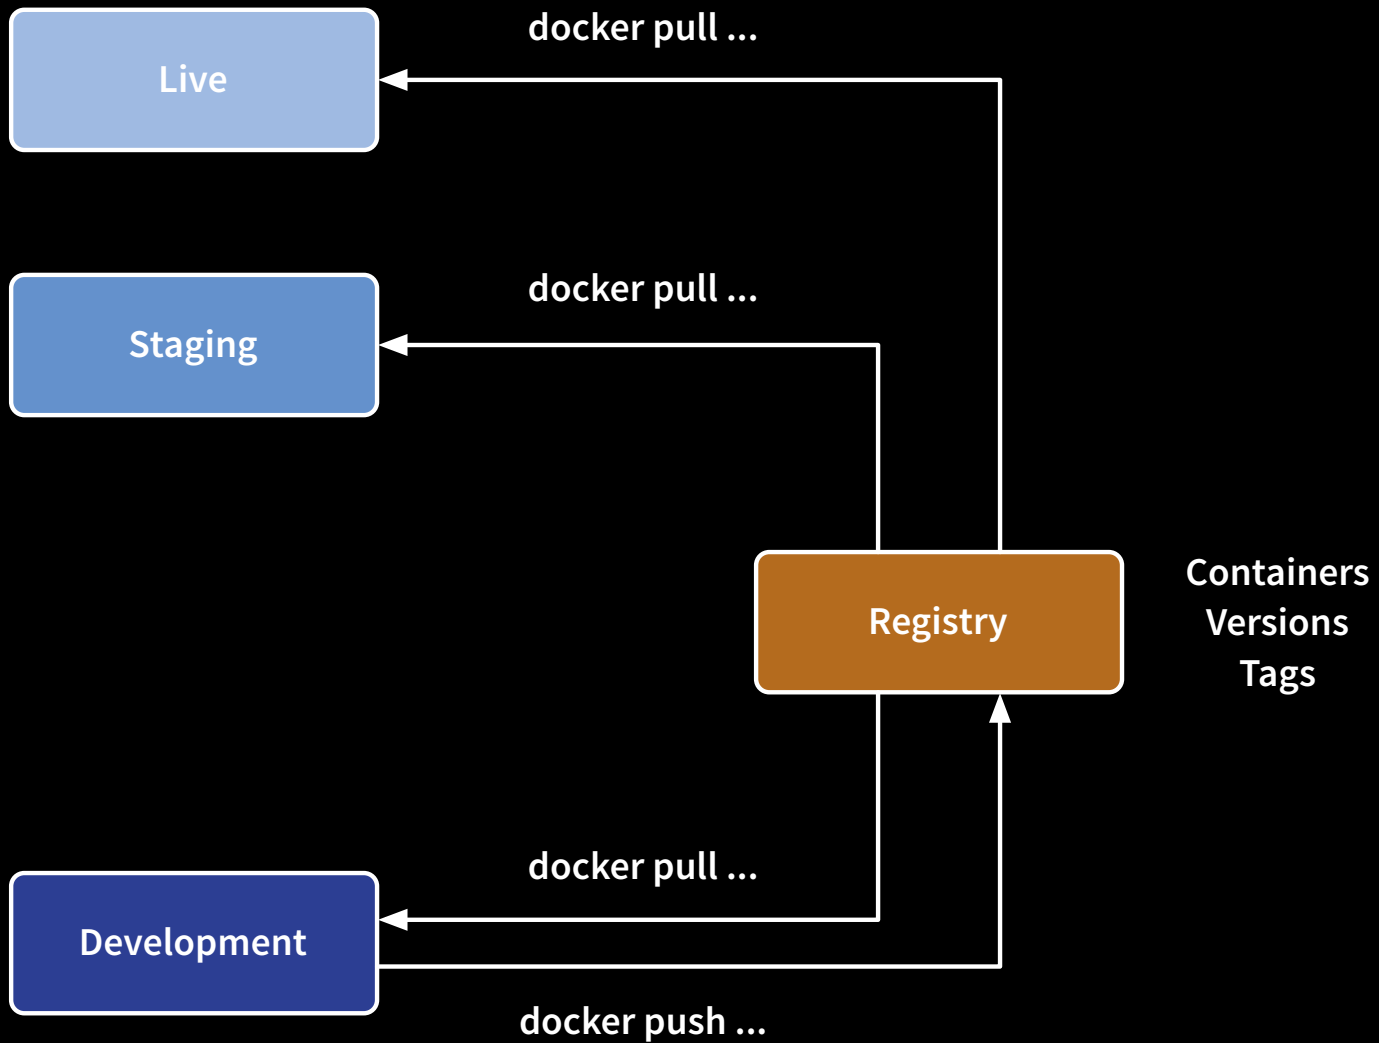 docker pull ...
Live
docker pull ...
Staging
Registry
Containers
Versions
Tags
docker pull ...
Development
docker push ...